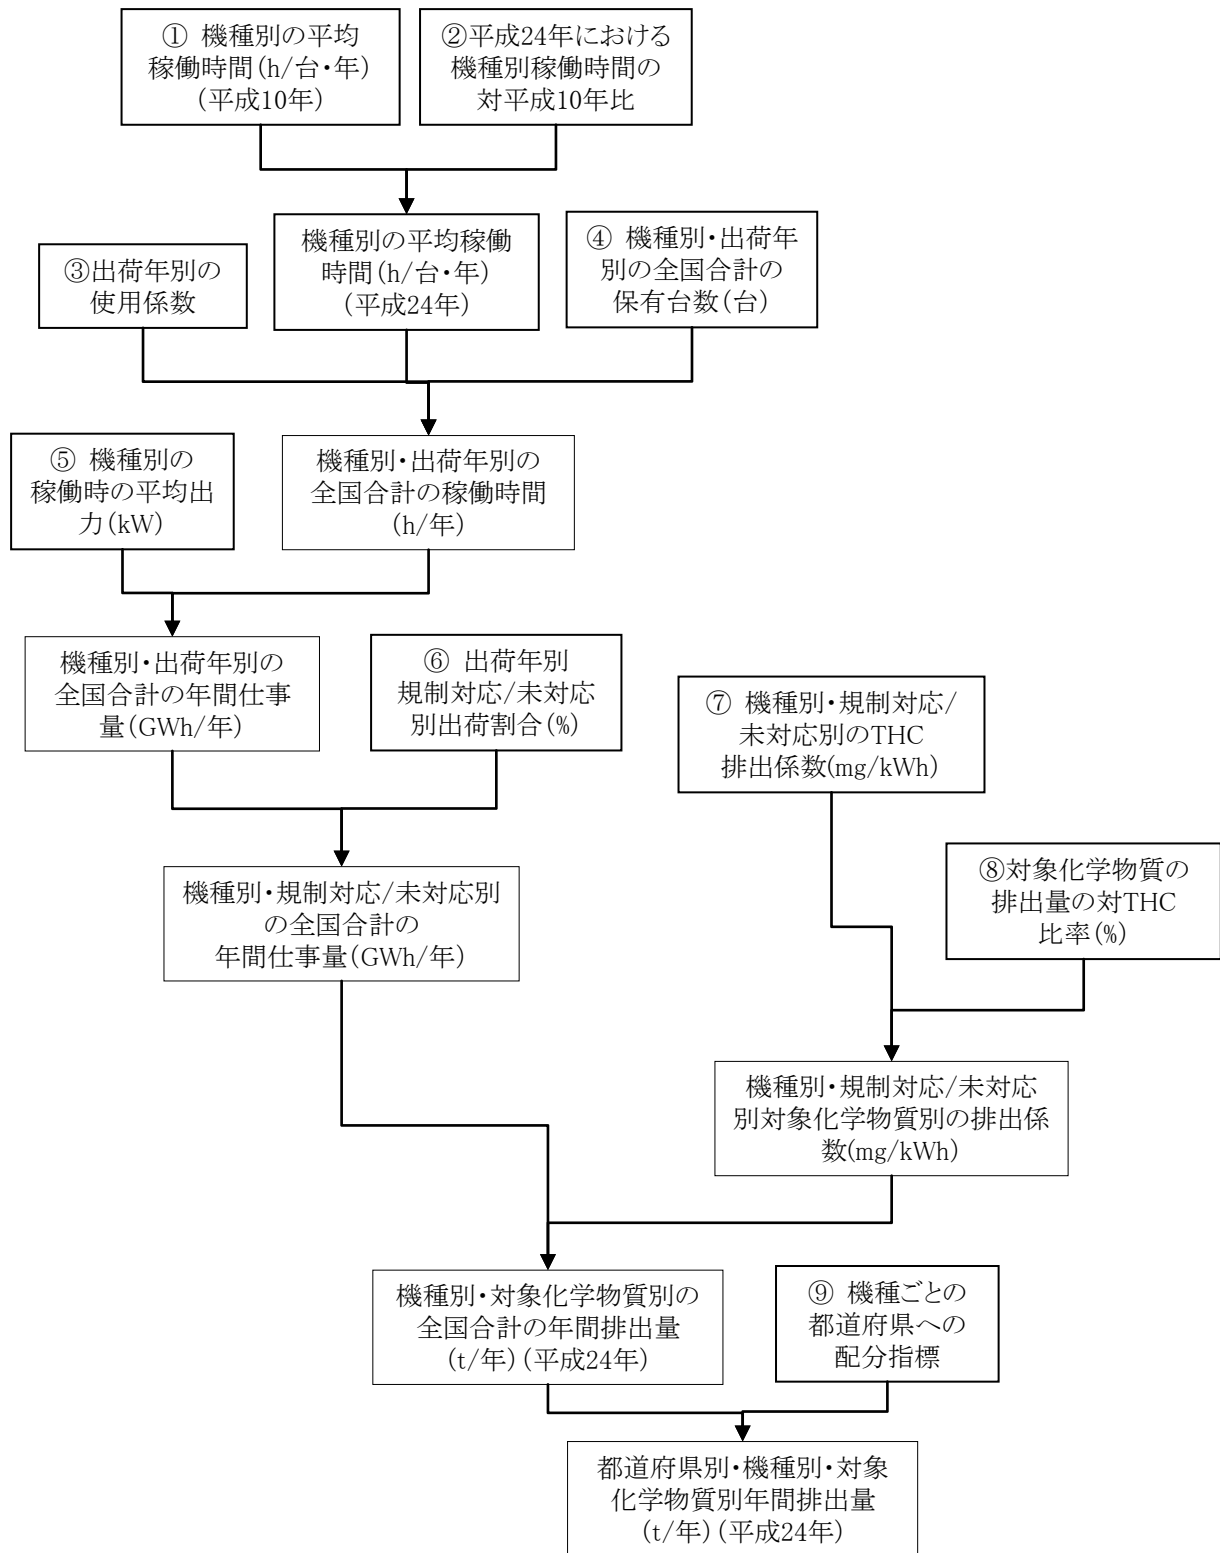 ① 機種別の平均
稼働時間(h/台・年)
(平成10年)
②平成24年における
機種別稼働時間の
対平成10年比
③出荷年別の
使用係数
機種別の平均稼働
時間(h/台・年)
(平成24年)
④ 機種別・出荷年
別の全国合計の
保有台数(台)
⑤ 機種別の
稼働時の平均出
力(kW)
機種別・出荷年別の
全国合計の稼働時間
(h/年)
機種別・出荷年別の
全国合計の年間仕事
量(GWh/年)
⑥ 出荷年別
規制対応/未対応
別出荷割合(%)
⑦ 機種別・規制対応/
未対応別のTHC
排出係数(mg/kWh)
機種別・規制対応/未対応別
の全国合計の
年間仕事量(GWh/年)
⑧対象化学物質の
排出量の対THC
比率(%)
機種別・規制対応/未対応
別対象化学物質別の排出係
数(mg/kWh)
機種別・対象化学物質別の
全国合計の年間排出量
(t/年)(平成24年)
⑨ 機種ごとの
都道府県への
配分指標
都道府県別・機種別・対象
化学物質別年間排出量
(t/年)(平成24年)